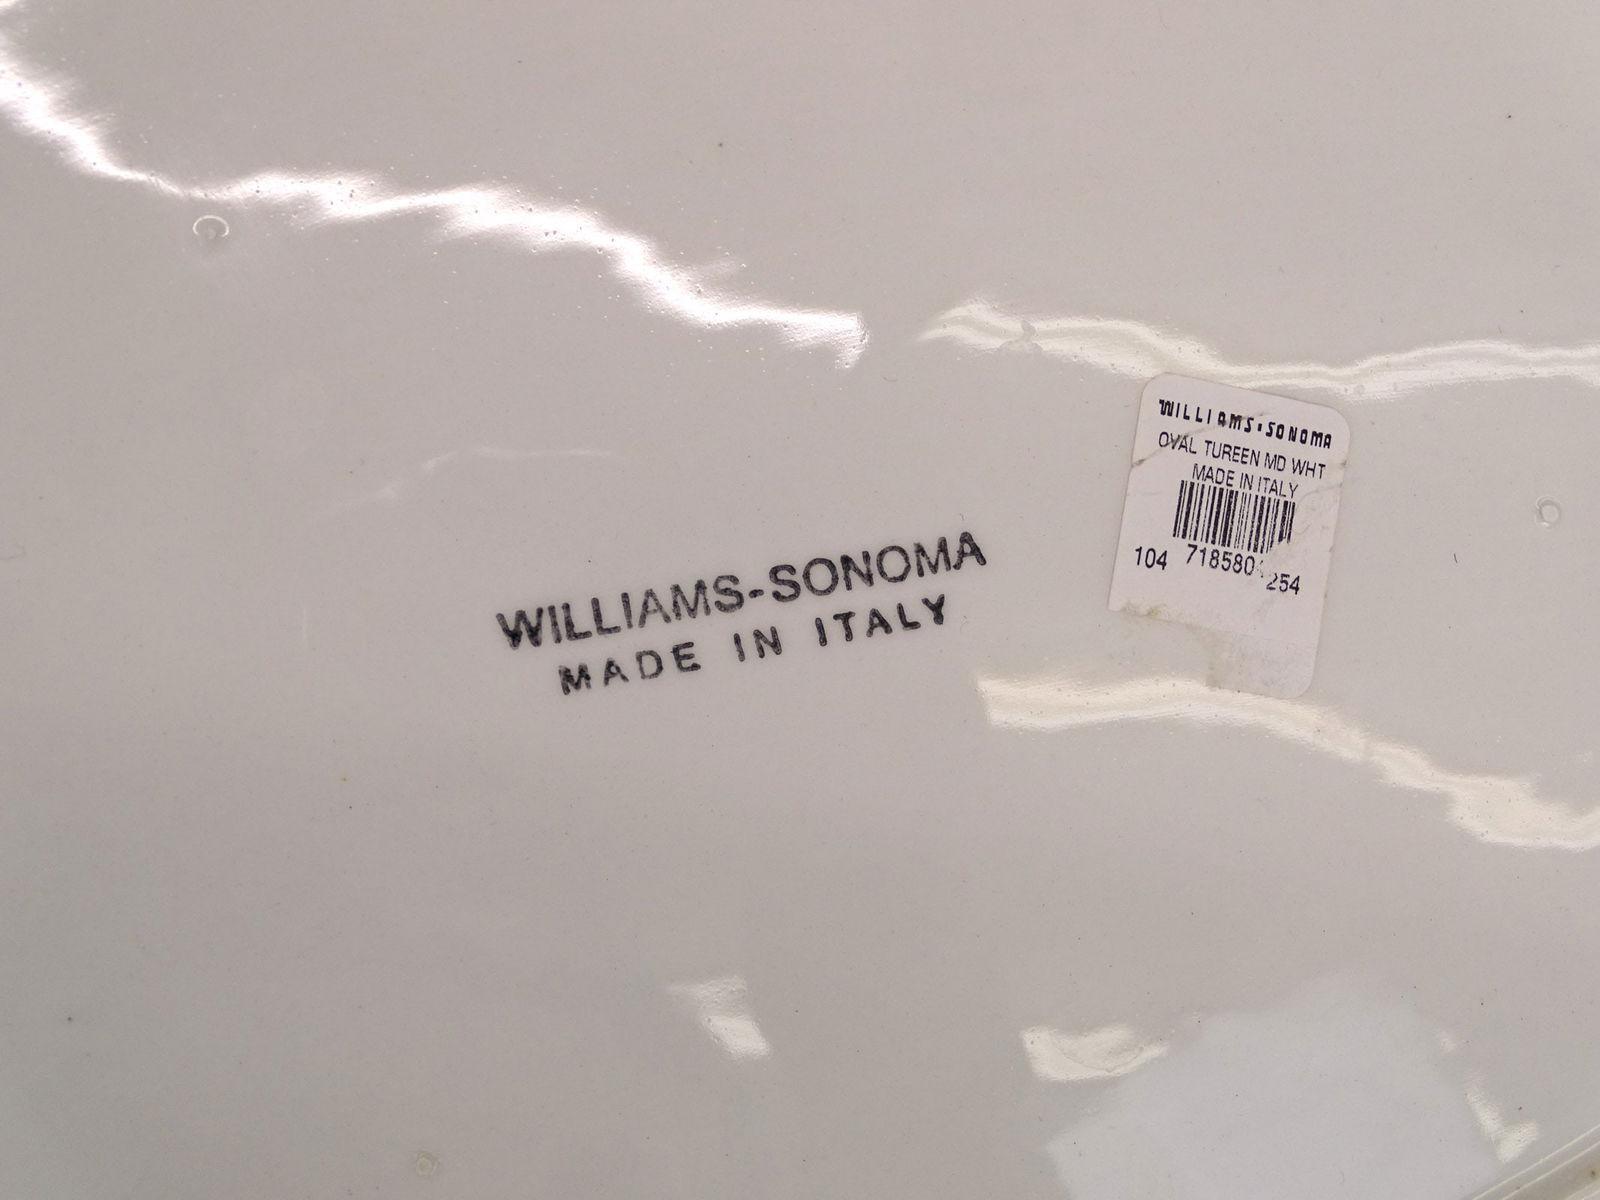 WILLIAMS-SONOMA
MADE IN ITALY
WILLIAMS·SONOMA
OVAL TUREEN MD WHT
MADE IN ITALY
104 718580 254